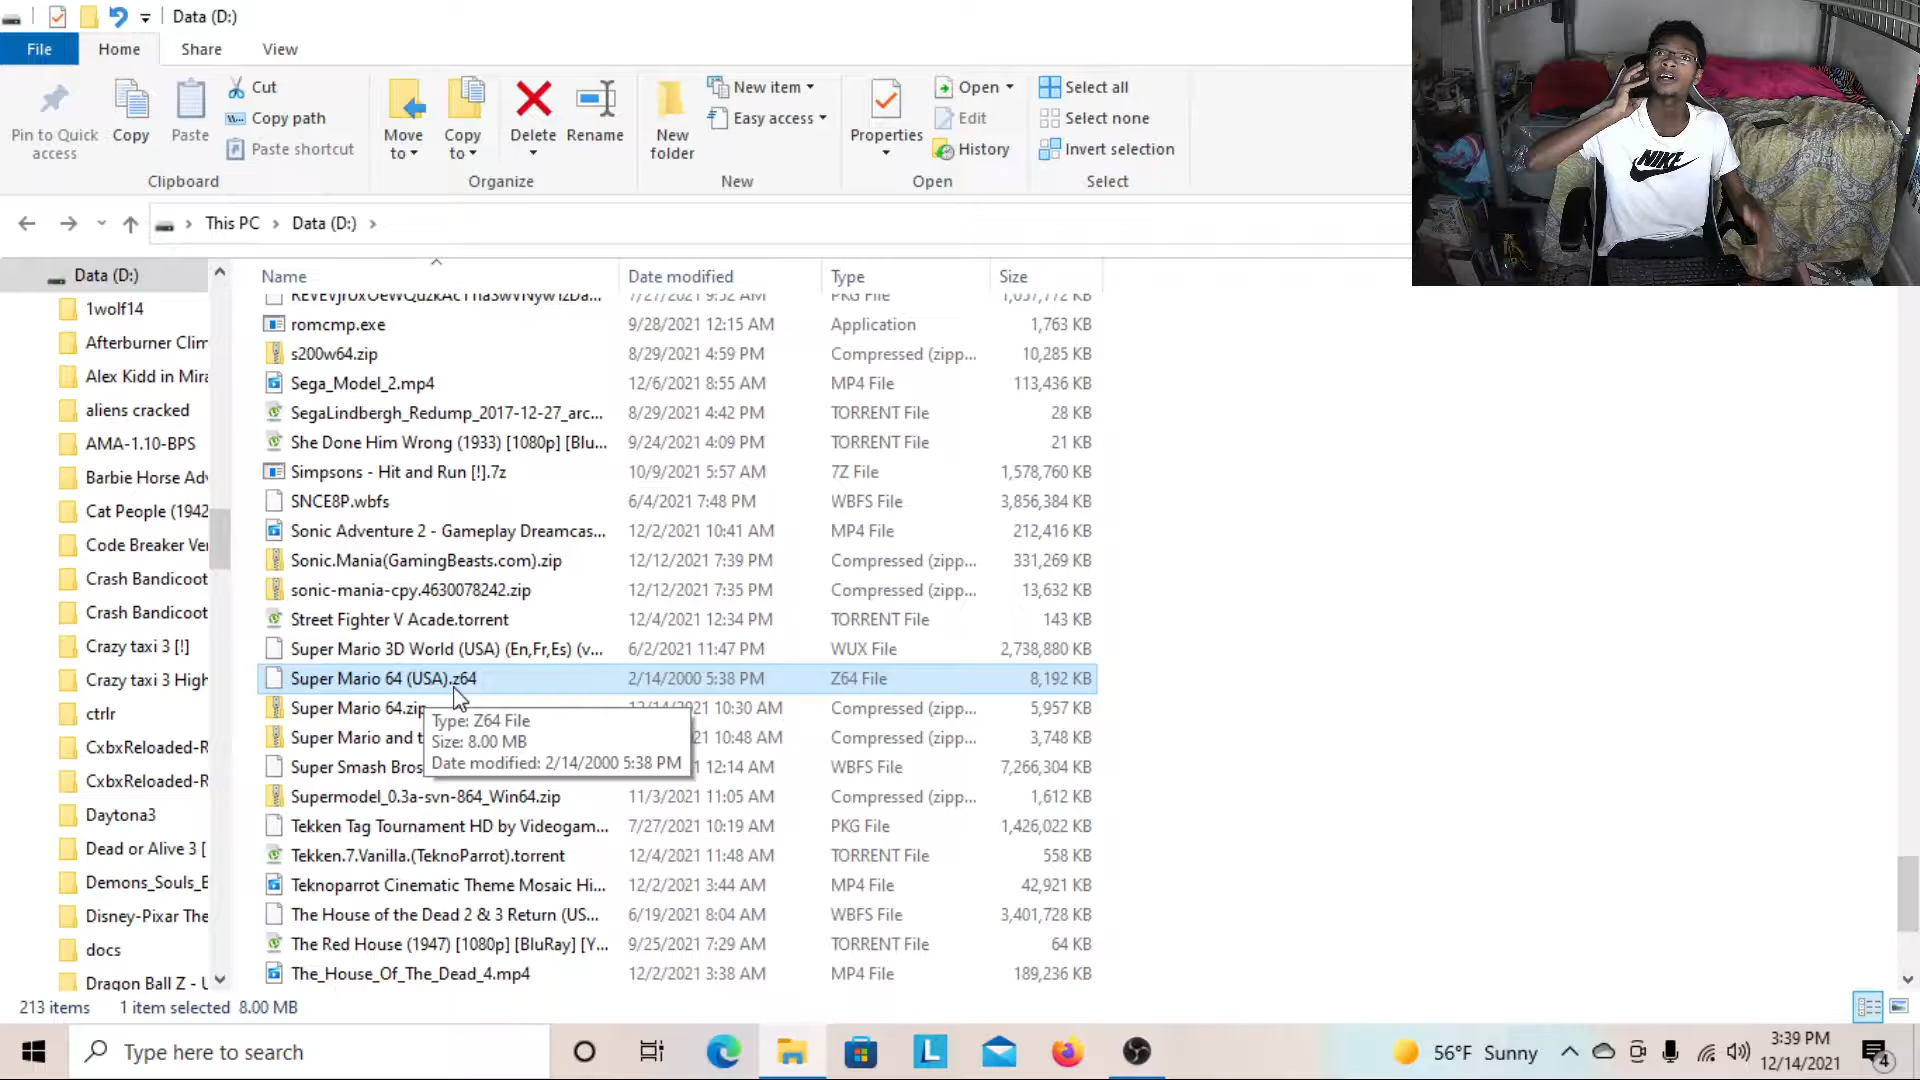 Data (D:)
File Home Share View
Pin to Quick access
Copy
Paste
Cut
Copy path
Paste shortcut
Clipboard
Move to
Copy to
Delete
Rename
Organize
New folder
New item
Easy access
New
Properties
Open
Edit
History
Open
Select all
Select none
Invert selection
Select
NIKE
This PC > Data (D:) >
Data (D:)
1wolf14
Afterburner Clim
Alex Kidd in Mira
aliens cracked
AMA-1.10-BPS
Barbie Horse Adv
Cat People (1942
Code Breaker Ver
Crash Bandicoot
Crash Bandicoot
Crazy taxi 3 [!]
Crazy taxi 3 High
ctrlr
CxbxReloaded-R
CxbxReloaded-R
Daytona3
Dead or Alive 3 [
Demons_Souls_E
Disney-Pixar The
docs
Dragon Ball Z - U
Name Date modified Type Size
7/27/2021 9:52 AM PKG File 1,057,772 KB
romcmp.exe 9/28/2021 12:15 AM Application 1,763 KB
s200w64.zip 8/29/2021 4:59 PM Compressed (zipp... 10,285 KB
Sega_Model_2.mp4 12/6/2021 8:55 AM MP4 File 113,436 KB
SegaLindbergh_Redump_2017-12-27_arc... 8/29/2021 4:42 PM TORRENT File 28 KB
She Done Him Wrong (1933) [1080p] [Blu... 9/24/2021 4:09 PM TORRENT File 21 KB
Simpsons - Hit and Run [!].7z 10/9/2021 5:57 AM 7Z File 1,578,760 KB
SNCE8P.wbfs 6/4/2021 7:48 PM WBFS File 3,856,384 KB
Sonic Adventure 2 - Gameplay Dreamcas... 12/2/2021 10:41 AM MP4 File 212,416 KB
Sonic.Mania(GamingBeasts.com).zip 12/12/2021 7:39 PM Compressed (zipp... 331,269 KB
sonic-mania-cpy.4630078242.zip 12/12/2021 7:35 PM Compressed (zipp... 13,632 KB
Street Fighter V Acade.torrent 12/4/2021 12:34 PM TORRENT File 143 KB
Super Mario 3D World (USA) (En,Fr,Es) (v... 6/2/2021 11:47 PM WUX File 2,738,880 KB
Super Mario 64 (USA).z64 2/14/2000 5:38 PM Z64 File 8,192 KB
Super Mario 64.zip 12/14/2021 10:30 AM Compressed (zipp... 5,957 KB
Super Mario and t 21 10:48 AM Compressed (zipp... 3,748 KB
Super Smash Bros 1 12:14 AM WBFS File 7,266,304 KB
Type: Z64 File
Size: 8.00 MB
Date modified: 2/14/2000 5:38 PM
Supermodel_0.3a-svn-864_Win64.zip 11/3/2021 11:05 AM Compressed (zipp... 1,612 KB
Tekken Tag Tournament HD by Videogam... 7/27/2021 10:19 AM PKG File 1,426,022 KB
Tekken.7.Vanilla.(TeknoParrot).torrent 12/4/2021 11:48 AM TORRENT File 558 KB
Teknoparrot Cinematic Theme Mosaic Hi... 12/2/2021 3:44 AM MP4 File 42,921 KB
The House of the Dead 2 & 3 Return (US... 6/19/2021 8:04 AM WBFS File 3,401,728 KB
The Red House (1947) [1080p] [BluRay] [Y... 9/25/2021 7:29 AM TORRENT File 64 KB
The_House_Of_The_Dead_4.mp4 12/2/2021 3:38 AM MP4 File 189,236 KB
213 items 1 item selected 8.00 MB
Type here to search
L
56°F Sunny
3:39 PM
12/14/2021
4